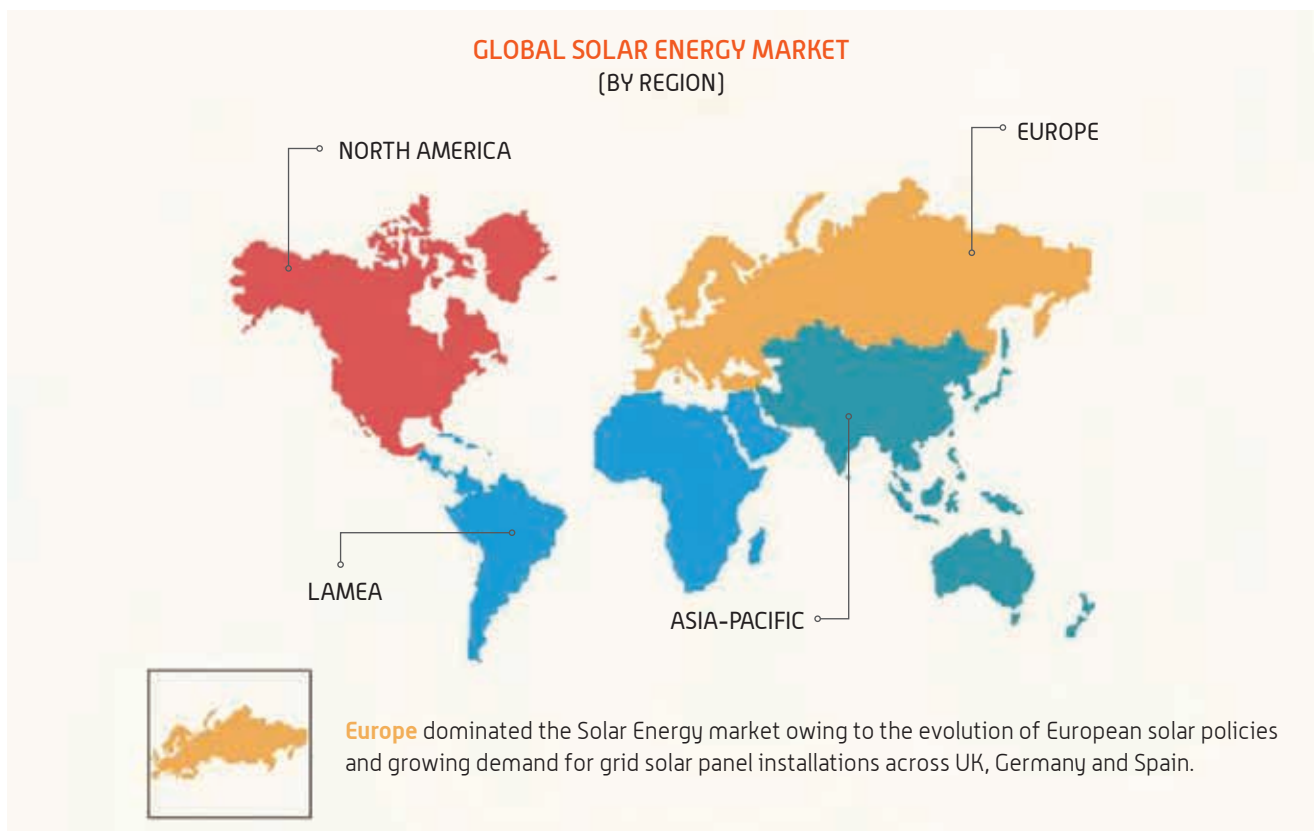 GLOBAL SOLAR ENERGY MARKET
(BY REGION)
EUROPE
NORTH AMERICA
LAMEA
ASIA-PACIFIC
Europe dominated the Solar Energy market owing to the evolution of European solar policies
and growing demand for grid solar panel installations across UK, Germany and Spain.